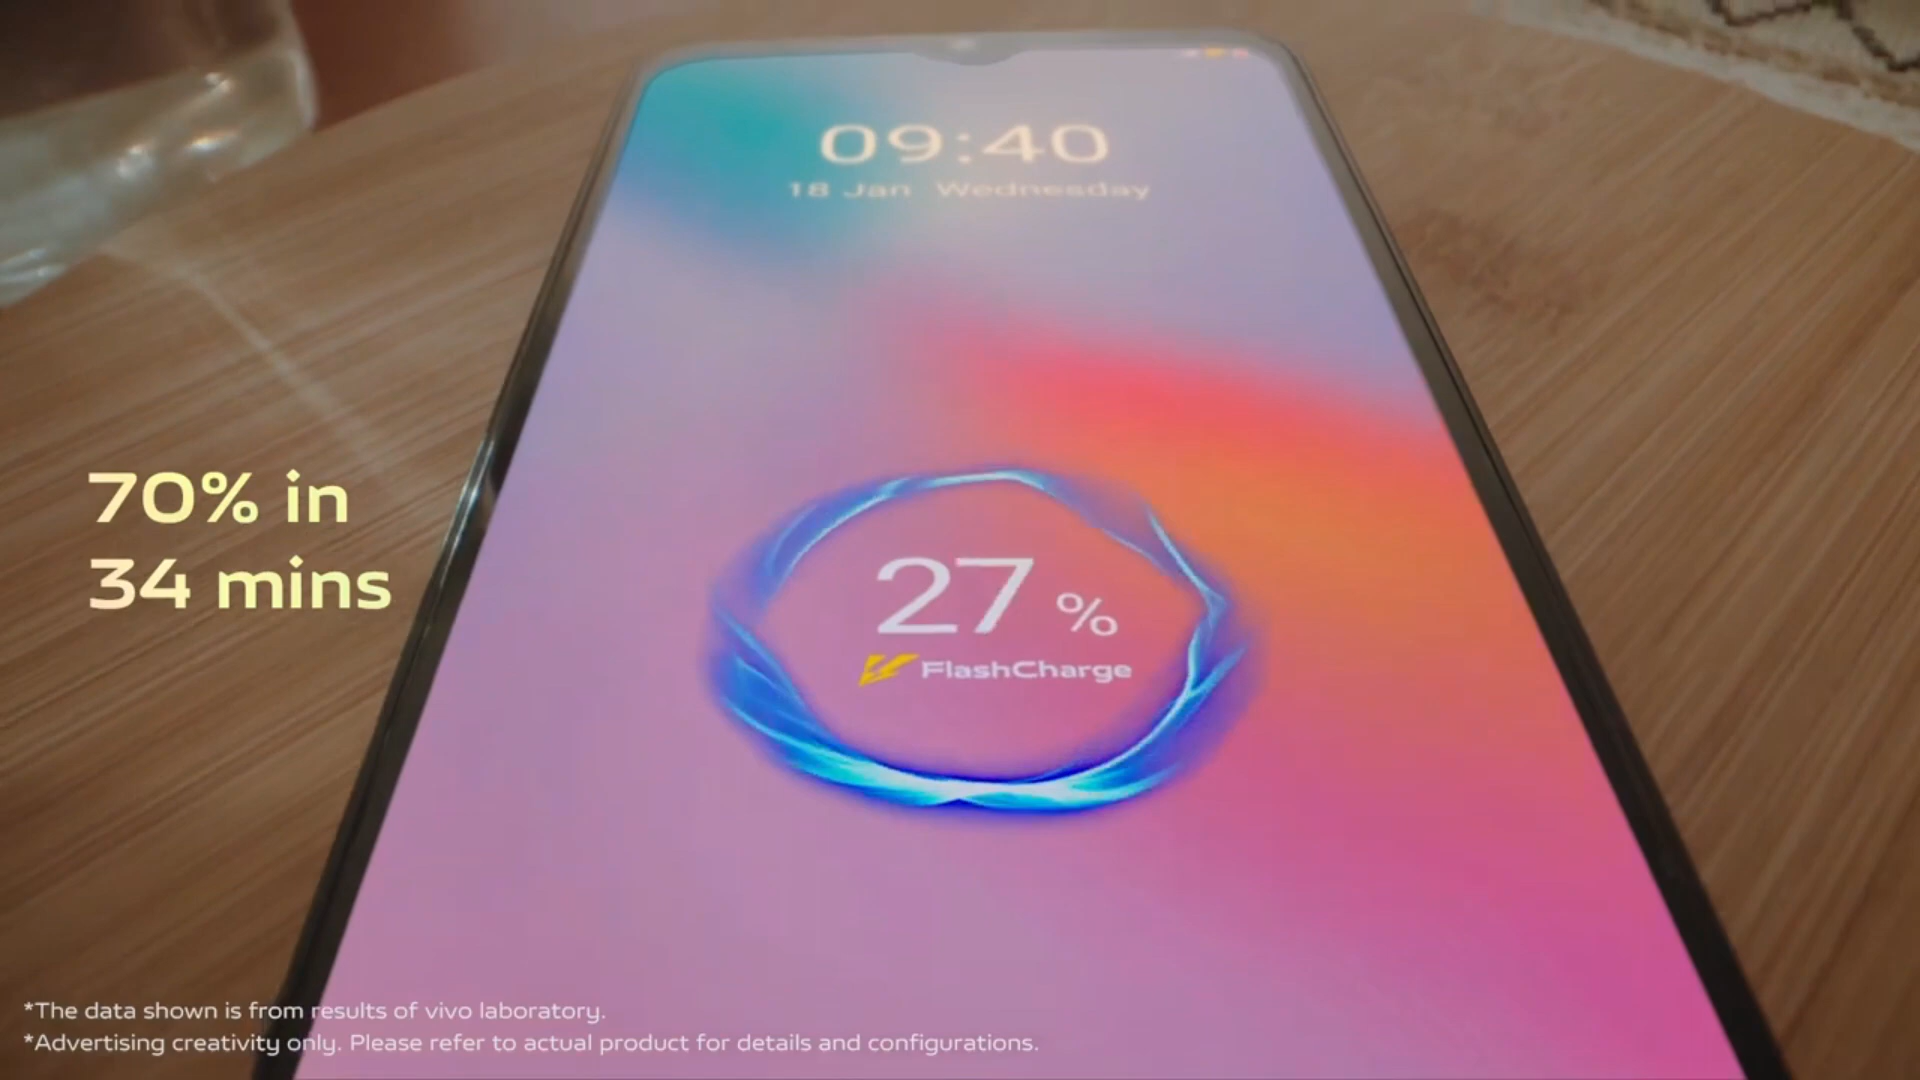 09:40
18 Jan Wednesday
70% in
34 mins
27 %
FlashCharge
*The data shown is from results of vivo laboratory.
*Advertising creativity only. Please refer to actual product for details and configurations.